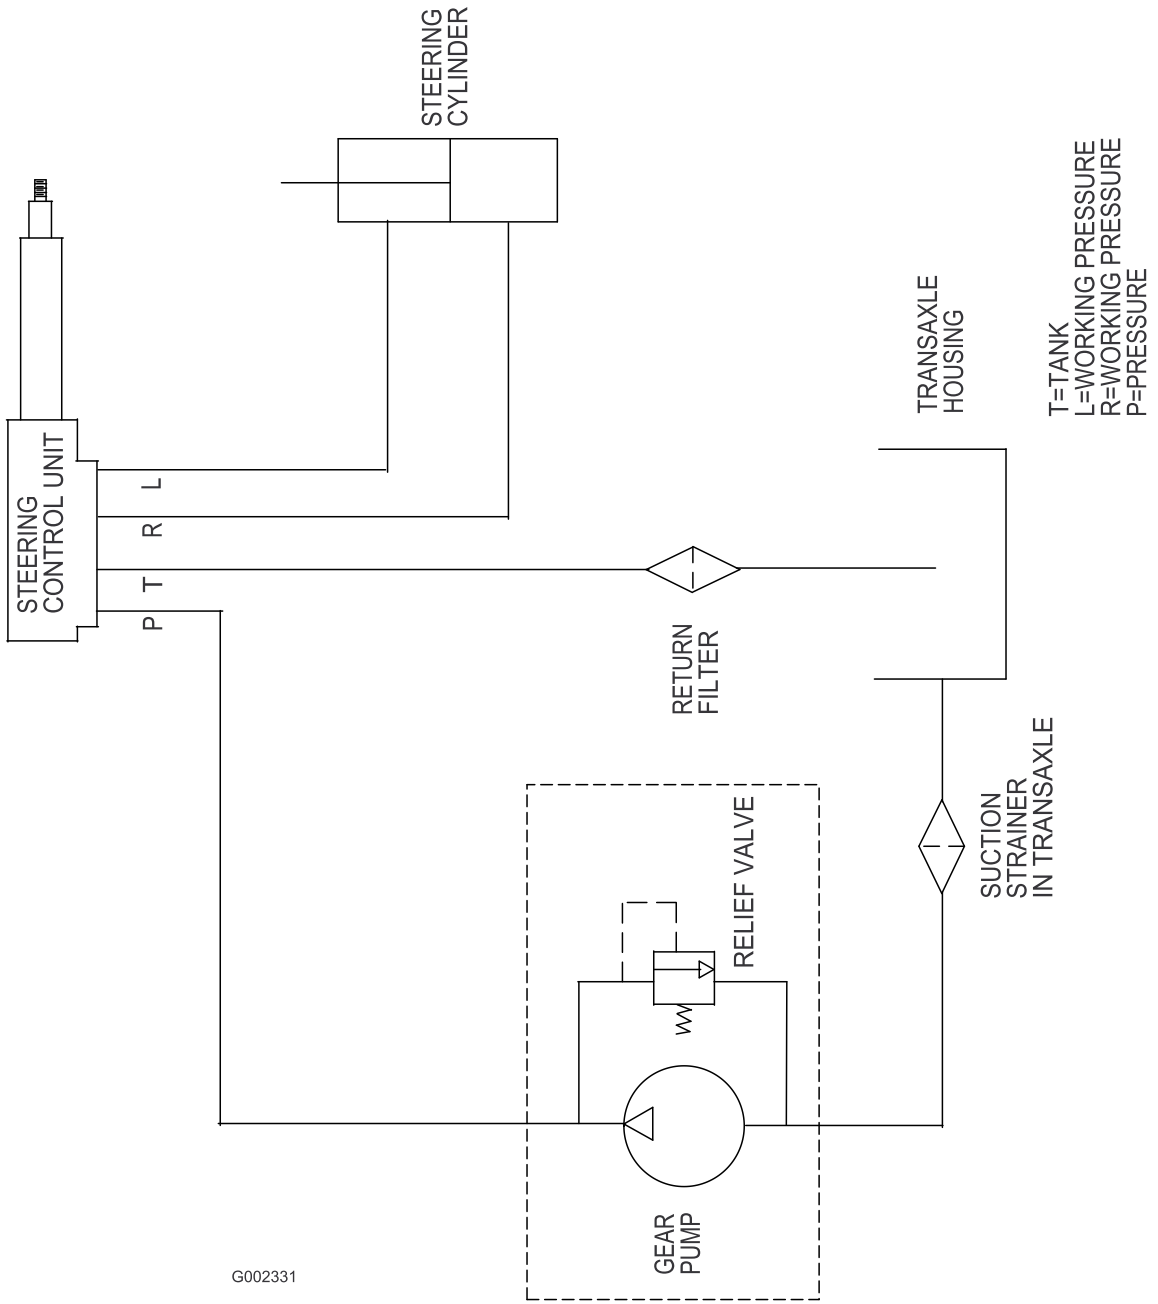 STEERING
CYLINDER
STEERING
CONTROL UNIT
L
R
T
P
TRANSAXLE
HOUSING
T=TANK
L=WORKING PRESSURE
R=WORKING PRESSURE
P=PRESSURE
RETURN
FILTER
SUCTION
STRAINER
IN TRANSAXLE
RELIEF VALVE
GEAR
PUMP
G002331